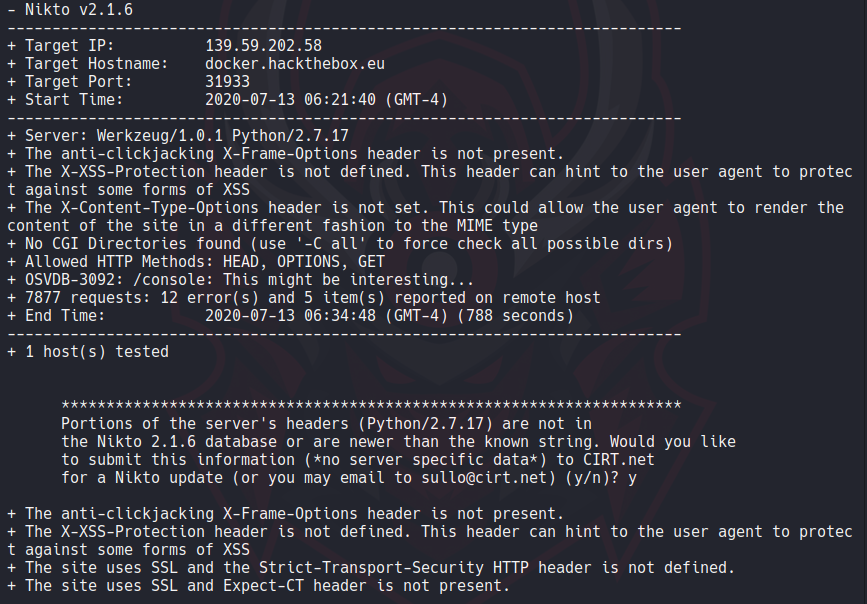 - Nikto v2.1.6
---------------------------------------------------------------------------
+ Target IP:          139.59.202.58
+ Target Hostname:    docker.hackthebox.eu
+ Target Port:        31933
+ Start Time:         2020-07-13 06:21:40 (GMT-4)
---------------------------------------------------------------------------
+ Server: Werkzeug/1.0.1 Python/2.7.17
+ The anti-clickjacking X-Frame-Options header is not present.
+ The X-XSS-Protection header is not defined. This header can hint to the user agent to protec
t against some forms of XSS
+ The X-Content-Type-Options header is not set. This could allow the user agent to render the
content of the site in a different fashion to the MIME type
+ No CGI Directories found (use '-C all' to force check all possible dirs)
+ Allowed HTTP Methods: HEAD, OPTIONS, GET
+ OSVDB-3092: /console: This might be interesting...
+ 7877 requests: 12 error(s) and 5 item(s) reported on remote host
+ End Time:           2020-07-13 06:34:48 (GMT-4) (788 seconds)
---------------------------------------------------------------------------
+ 1 host(s) tested
      *********************************************************************
      Portions of the server's headers (Python/2.7.17) are not in
      the Nikto 2.1.6 database or are newer than the known string. Would you like
      to submit this information (*no server specific data*) to CIRT.net
      for a Nikto update (or you may email to sullo@cirt.net) (y/n)? y
+ The anti-clickjacking X-Frame-Options header is not present.
+ The X-XSS-Protection header is not defined. This header can hint to the user agent to protec
t against some forms of XSS
+ The site uses SSL and the Strict-Transport-Security HTTP header is not defined.
+ The site uses SSL and Expect-CT header is not present.